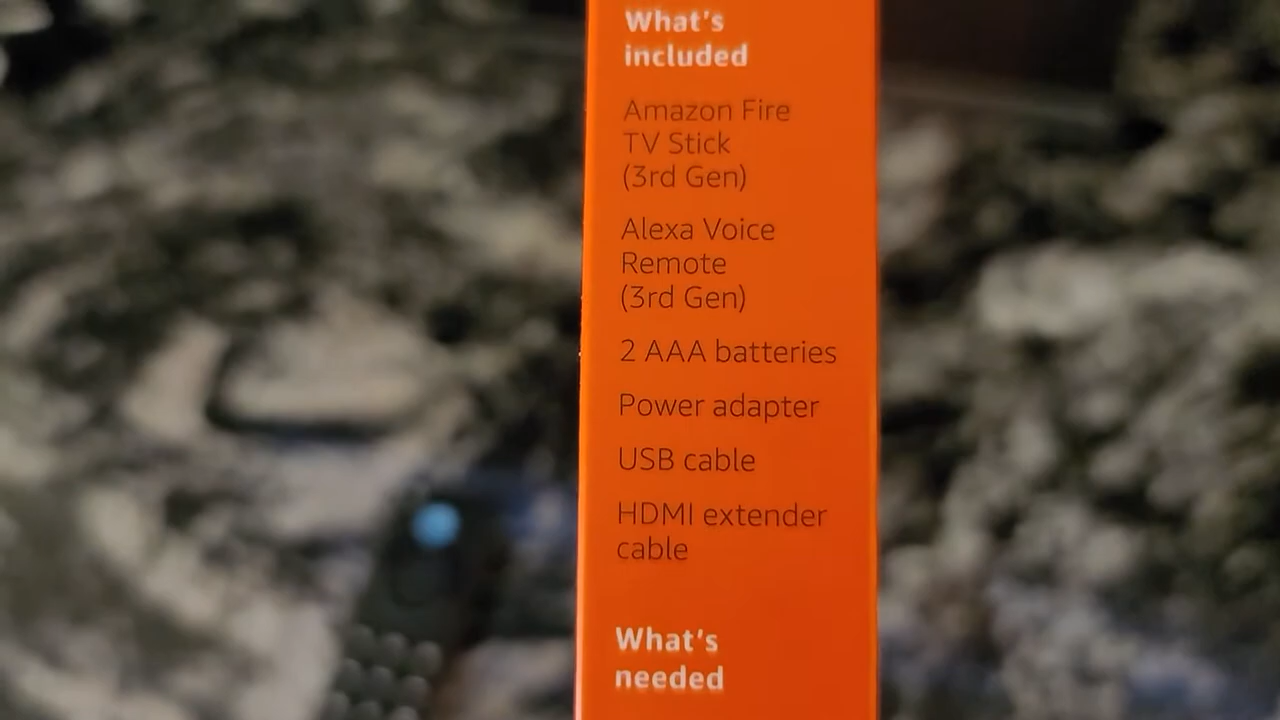 What's
included
Amazon Fire
TV Stick
(3rd Gen)
Alexa Voice
Remote
(3rd Gen)
2 AAA batteries
Power adapter
USB cable
HDMI extender
cable
What's
needed